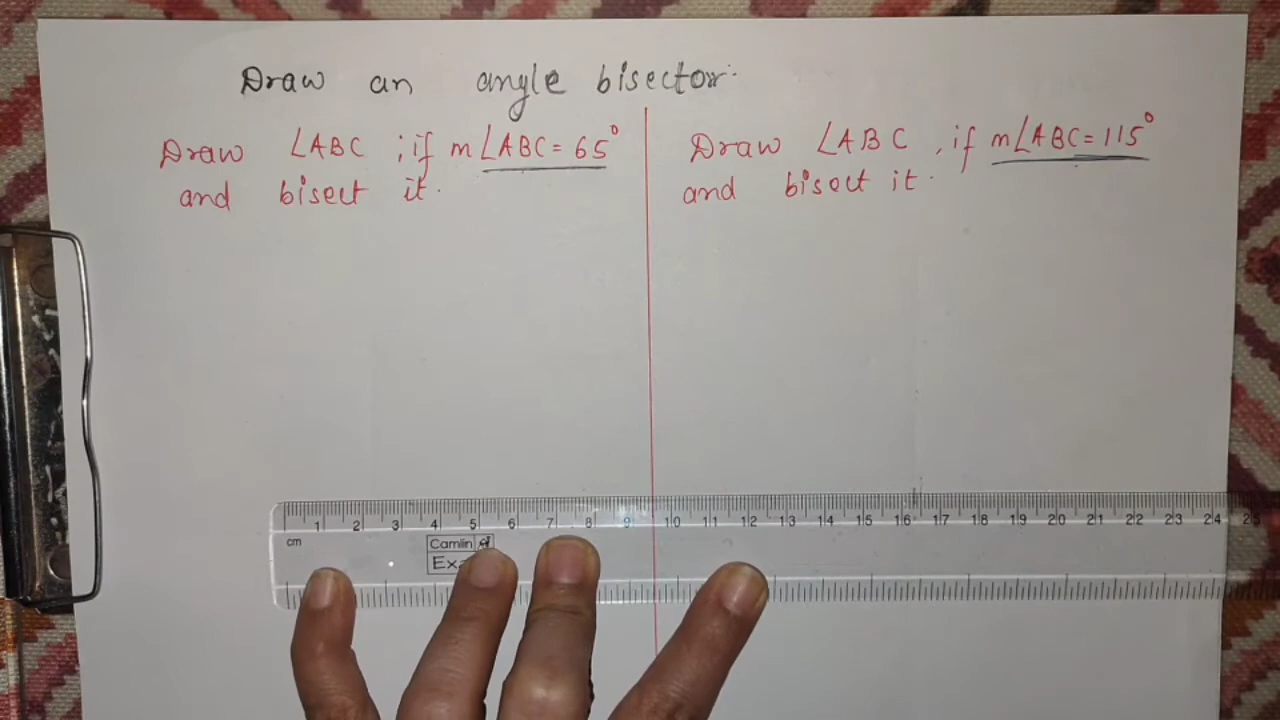 Draw an angle bisector.
Draw ∠ABC ; if m∠ABC = 65°
and bisect it.
Draw ∠ABC , if m∠ABC = 115°
and bisect it.
1 2 3 4 5 6 7 8 9 10 11 12 13 14 15 16 17 18 19 20 21 22 23 24
cm
Camlin